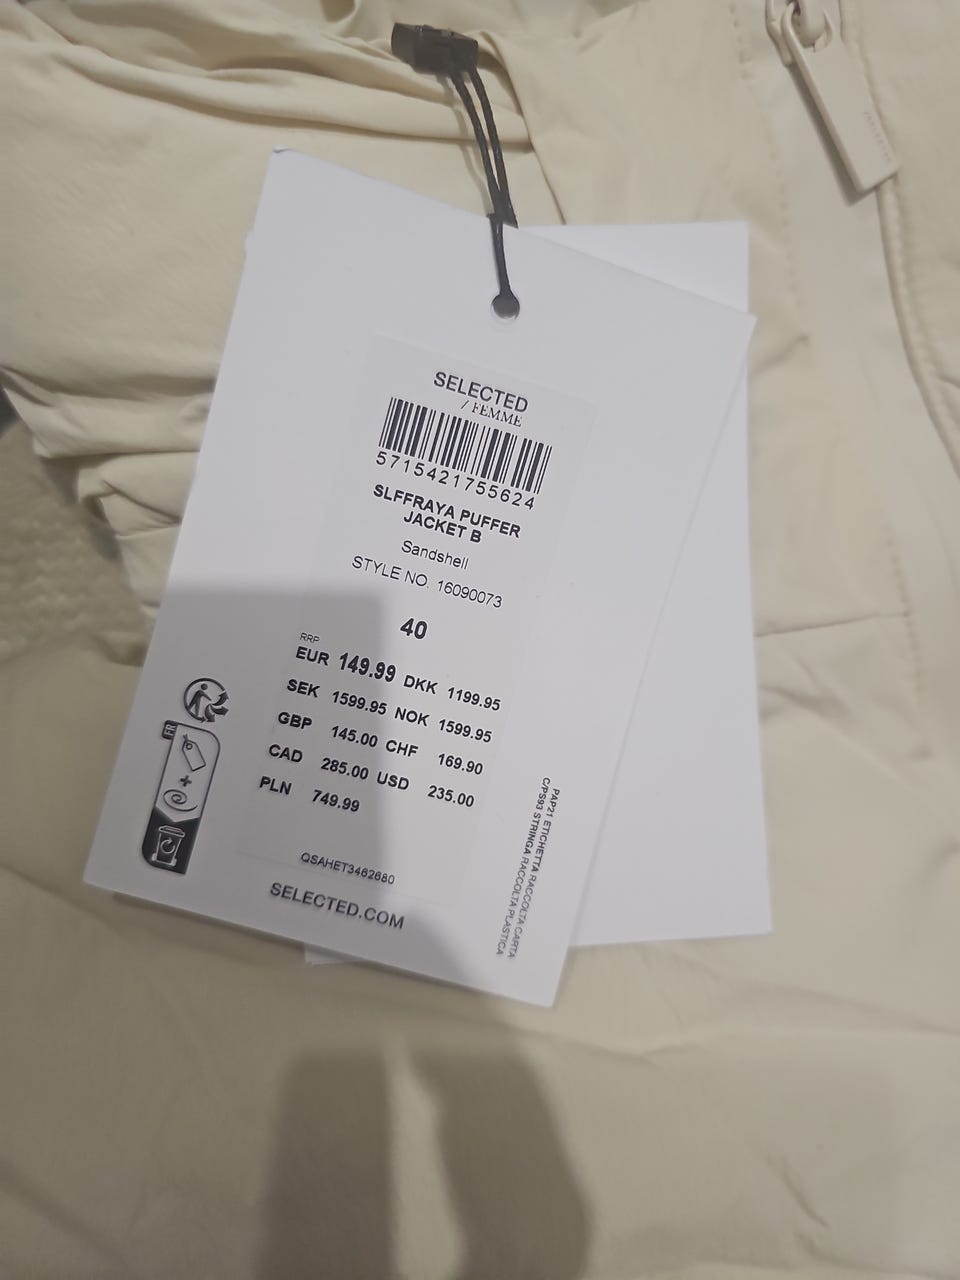 SELECTED
/ FEMME
5715421755624
SLFFRAYA PUFFER
JACKET B
Sandshell
STYLE NO. 16090073
40
RRP
EUR 149.99 DKK 1199.95
SEK 1599.95 NOK 1599.95
GBP 145.00 CHF 169.90
CAD 285.00 USD 235.00
PLN 749.99
QSAHET3462680
SELECTED.COM
FR
PAP21 ETICHETTA RACCOLTA CARTA
C/PS93 STRINGA RACCOLTA PLASTICA